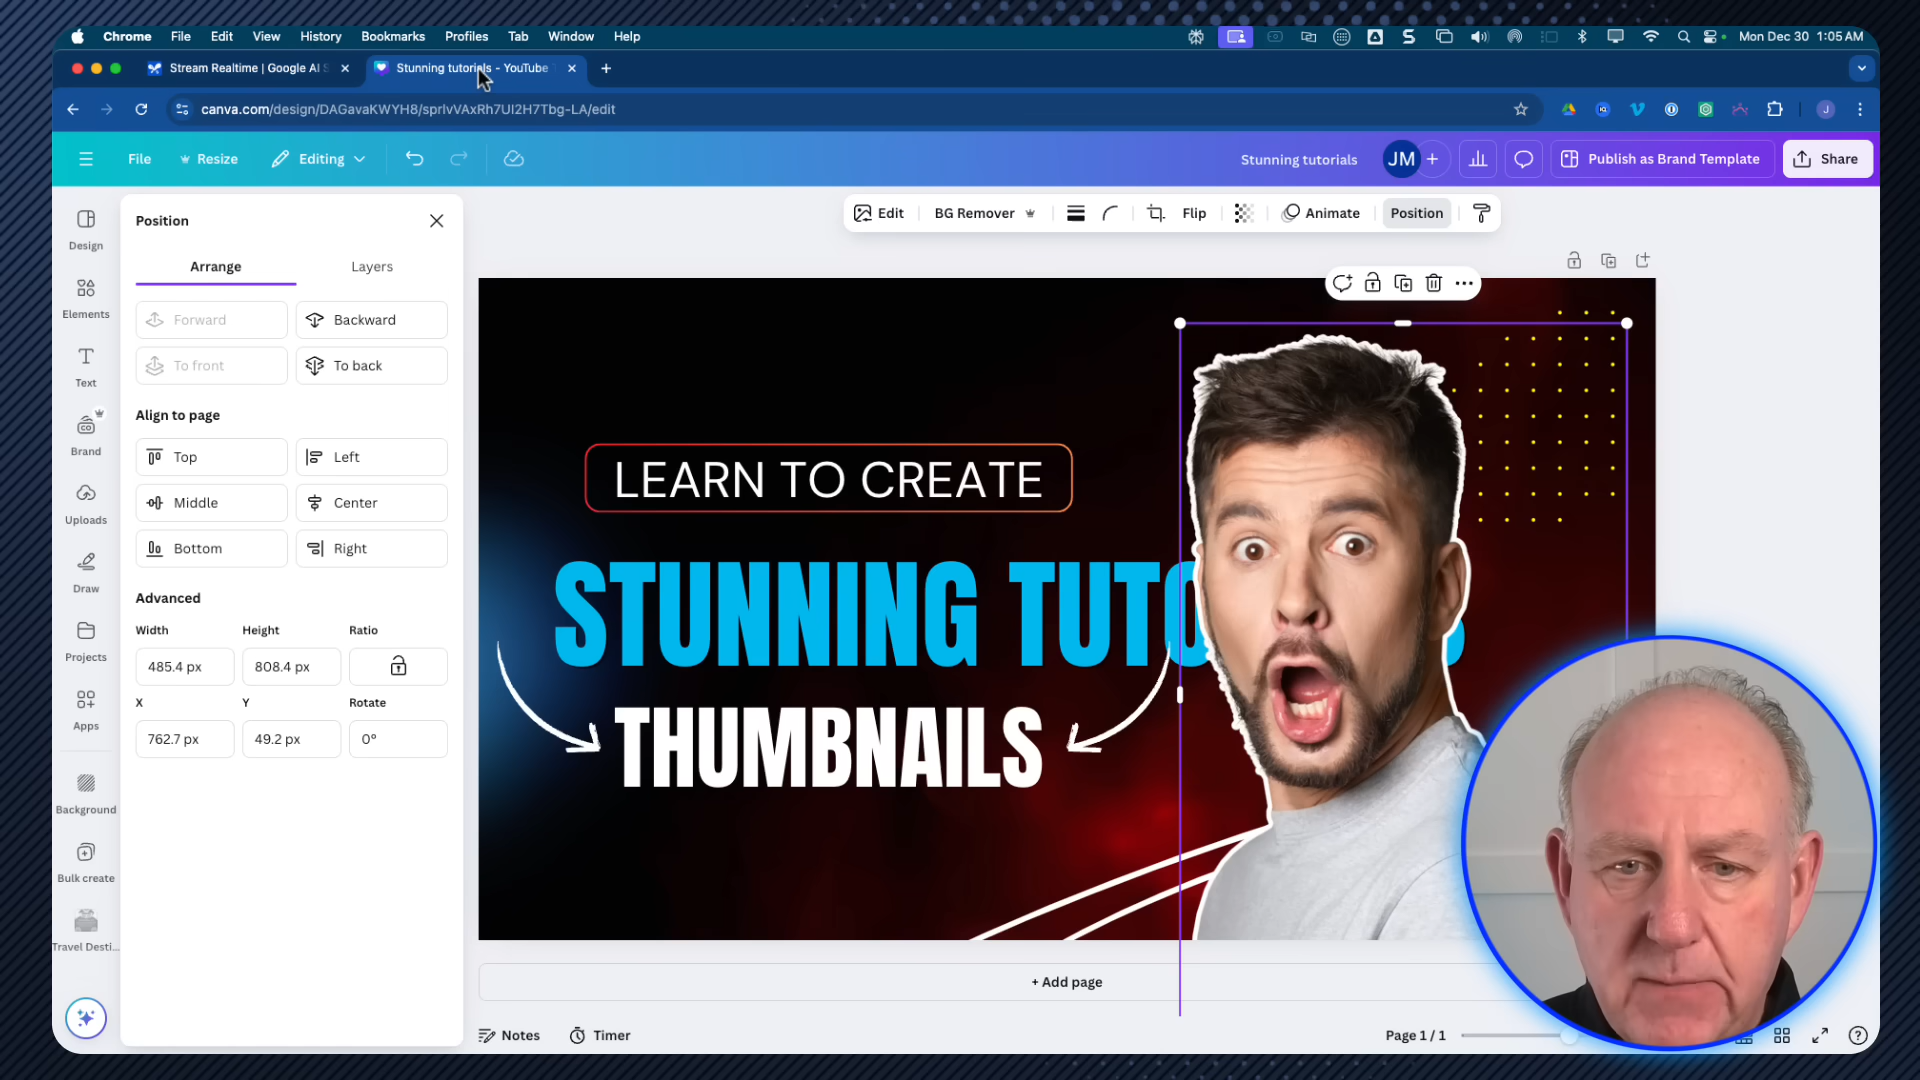 Chrome File Edit View History Bookmarks Profiles Tab Window Help Mon Dec 30 1:05 AM
Stream Realtime | Google AI S Stunning tutorials - YouTube
canva.com/design/DAGavaKWYH8/sprIvVAxRh7UI2H7Tbg-LA/edit
File Resize Editing Stunning tutorials JM Publish as Brand Template Share
Position
Edit BG Remover Flip Animate Position
Arrange Layers
Forward Backward
To front To back
Align to page
Top Left
Middle Center
Bottom Right
Advanced
Width Height Ratio
485.4 px 808.4 px
X Y Rotate
762.7 px 49.2 px 0°
Design
Elements
Text
Brand
Uploads
Draw
Projects
Apps
Background
Bulk create
Travel Desti...
LEARN TO CREATE
STUNNING TUTO
THUMBNAILS
+ Add page
Notes Timer Page 1 / 1